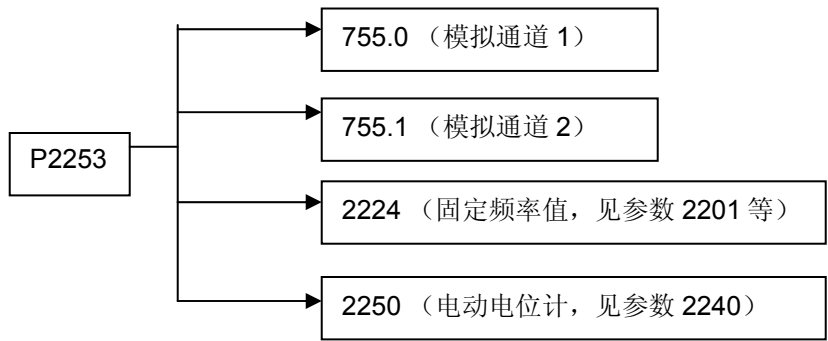 755.0 (模拟通道 1)
755.1 (模拟通道 2)
P2253
2224 (固定频率值,见参数 2201 等)
2250 (电动电位计,见参数 2240)